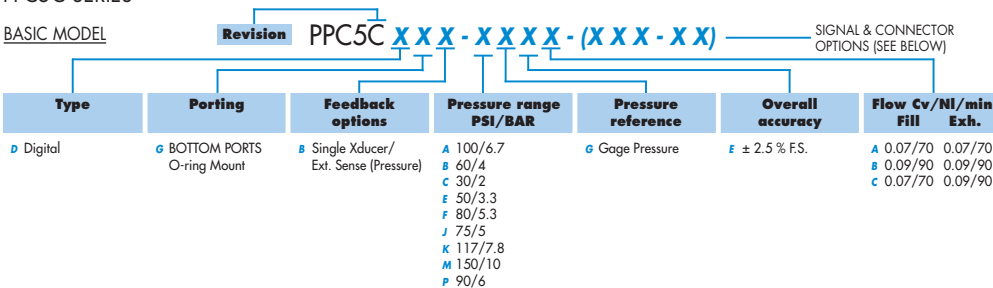 BASIC MODEL
Revision
PPC5C X X X - X X X X - (X X X - X X)
SIGNAL & CONNECTOR
OPTIONS (SEE BELOW)
Type
D Digital
Porting
G BOTTOM PORTS
O-ring Mount
Feedback
options
B Single Xducer/
Ext. Sense (Pressure)
Pressure range
PSI/BAR
A 100/6.7
B 60/4
C 30/2
E 50/3.3
F 80/5.3
J 75/5
K 117/7.8
M 150/10
P 90/6
Pressure
reference
G Gage Pressure
Overall
accuracy
E ± 2.5 % F.S.
Flow Cv/Nl/min
Fill Exh.
A 0.07/70 0.07/70
B 0.09/90 0.09/90
C 0.07/70 0.09/90